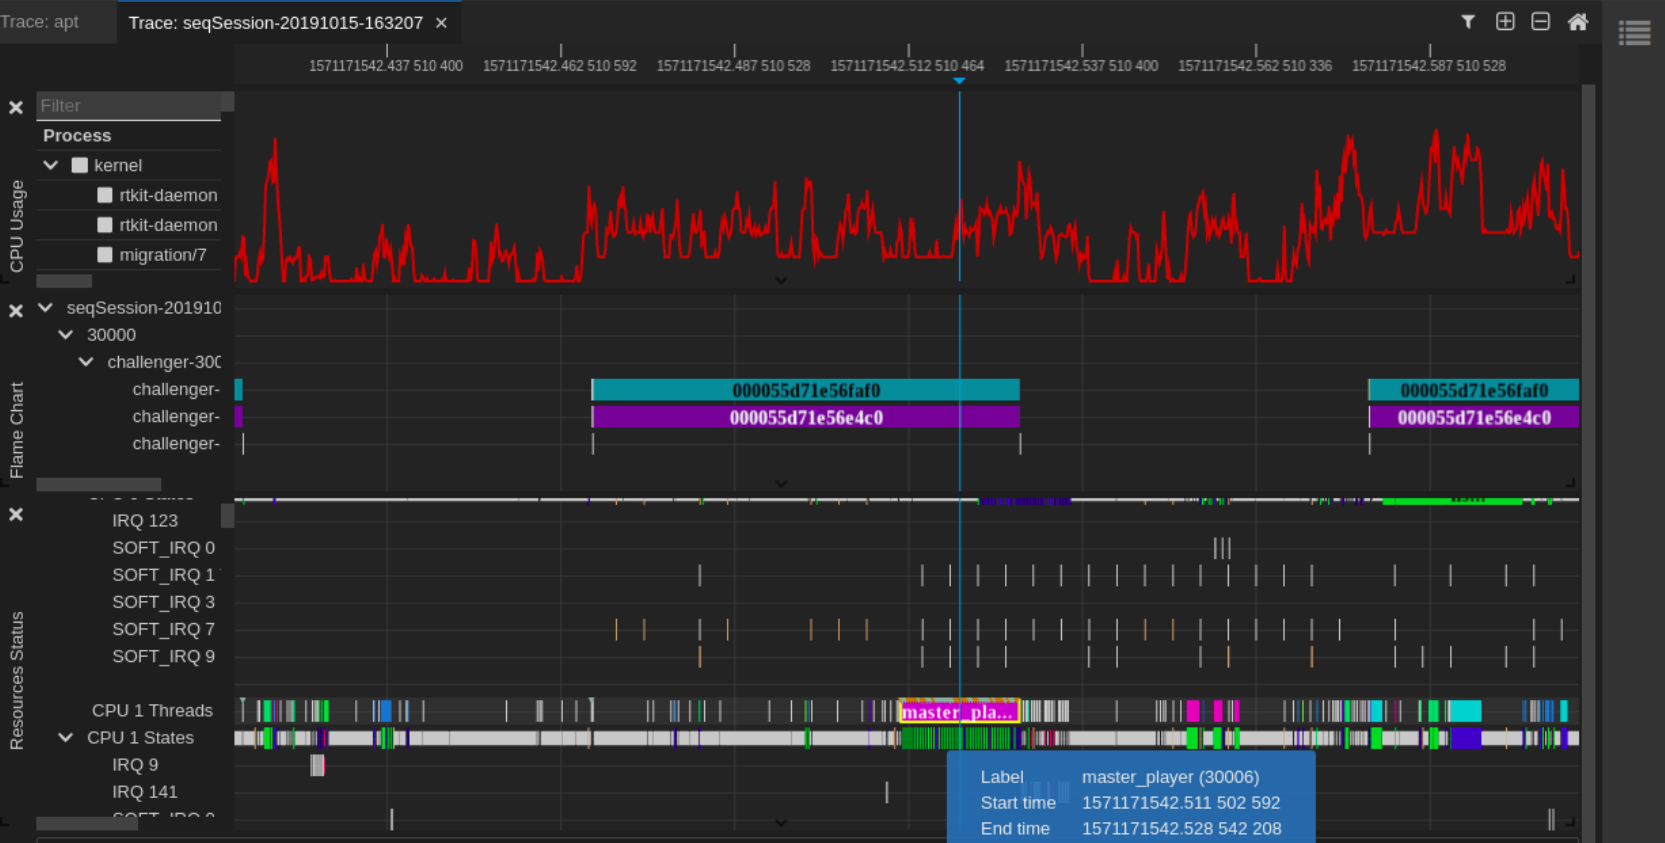 Trace: apt
Trace: seqSession-20191015-163207 ×
1571171542.437 510 400 1571171542.462 510 592 1571171542.487 510 528 1571171542.512 510 464 1571171542.537 510 400 1571171542.562 510 336 1571171542.587 510 528
CPU Usage
Filter
Process
kernel
rtkit-daemon
rtkit-daemon
migration/7
Flame Chart
seqSession-201910
30000
challenger-300
challenger-
000055d71e56faf0 000055d71e56faf0
challenger-
000055d71e56e4c0 000055d71e56e4c0
challenger-
Resources Status
IRQ 123
SOFT_IRQ 0
SOFT_IRQ 1
SOFT_IRQ 3
SOFT_IRQ 7
SOFT_IRQ 9
CPU 1 Threads
master_pla...
CPU 1 States
IRQ 9
IRQ 141
Label master_player (30006)
Start time 1571171542.511 502 592
End time 1571171542.528 542 208